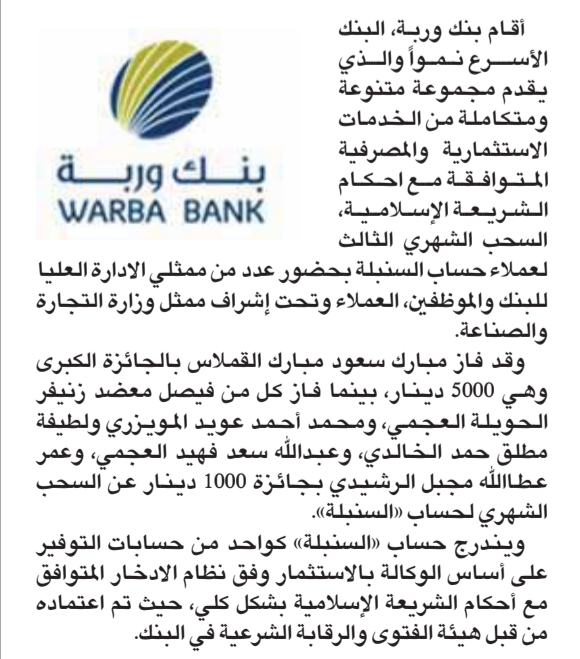 أقام بنك وربة، البنك
الأسرع نمواً والذي
يقدم مجموعة متنوعة
ومتكاملة من الخدمات
الاستثمارية والمصرفية
المتوافقة مع احكام
الشريعة الإسلامية،
السحب الشهري الثالث
بنك وربة
WARBA BANK
لعملاء حساب السنبلة بحضور عدد من ممثلي الادارة العليا
للبنك والموظفين، العملاء وتحت إشراف ممثل وزارة التجارة
والصناعة.
وقد فاز مبارك سعود مبارك القملاس بالجائزة الكبرى
وهي 5000 دينار، بينما فاز كل من فيصل معضد زنيفر
الحويلة العجمي، ومحمد أحمد عويد المويزري ولطيفة
مطلق حمد الخالدي، وعبدالله سعد فهيد العجمي، وعمر
عطاالله مجبل الرشيدي بجائزة 1000 دينار عن السحب
الشهري لحساب «السنبلة».
ويندرج حساب «السنبلة» كواحد من حسابات التوفير
على أساس الوكالة بالاستثمار وفق نظام الادخار المتوافق
مع أحكام الشريعة الإسلامية بشكل كلي، حيث تم اعتماده
من قبل هيئة الفتوى والرقابة الشرعية في البنك.